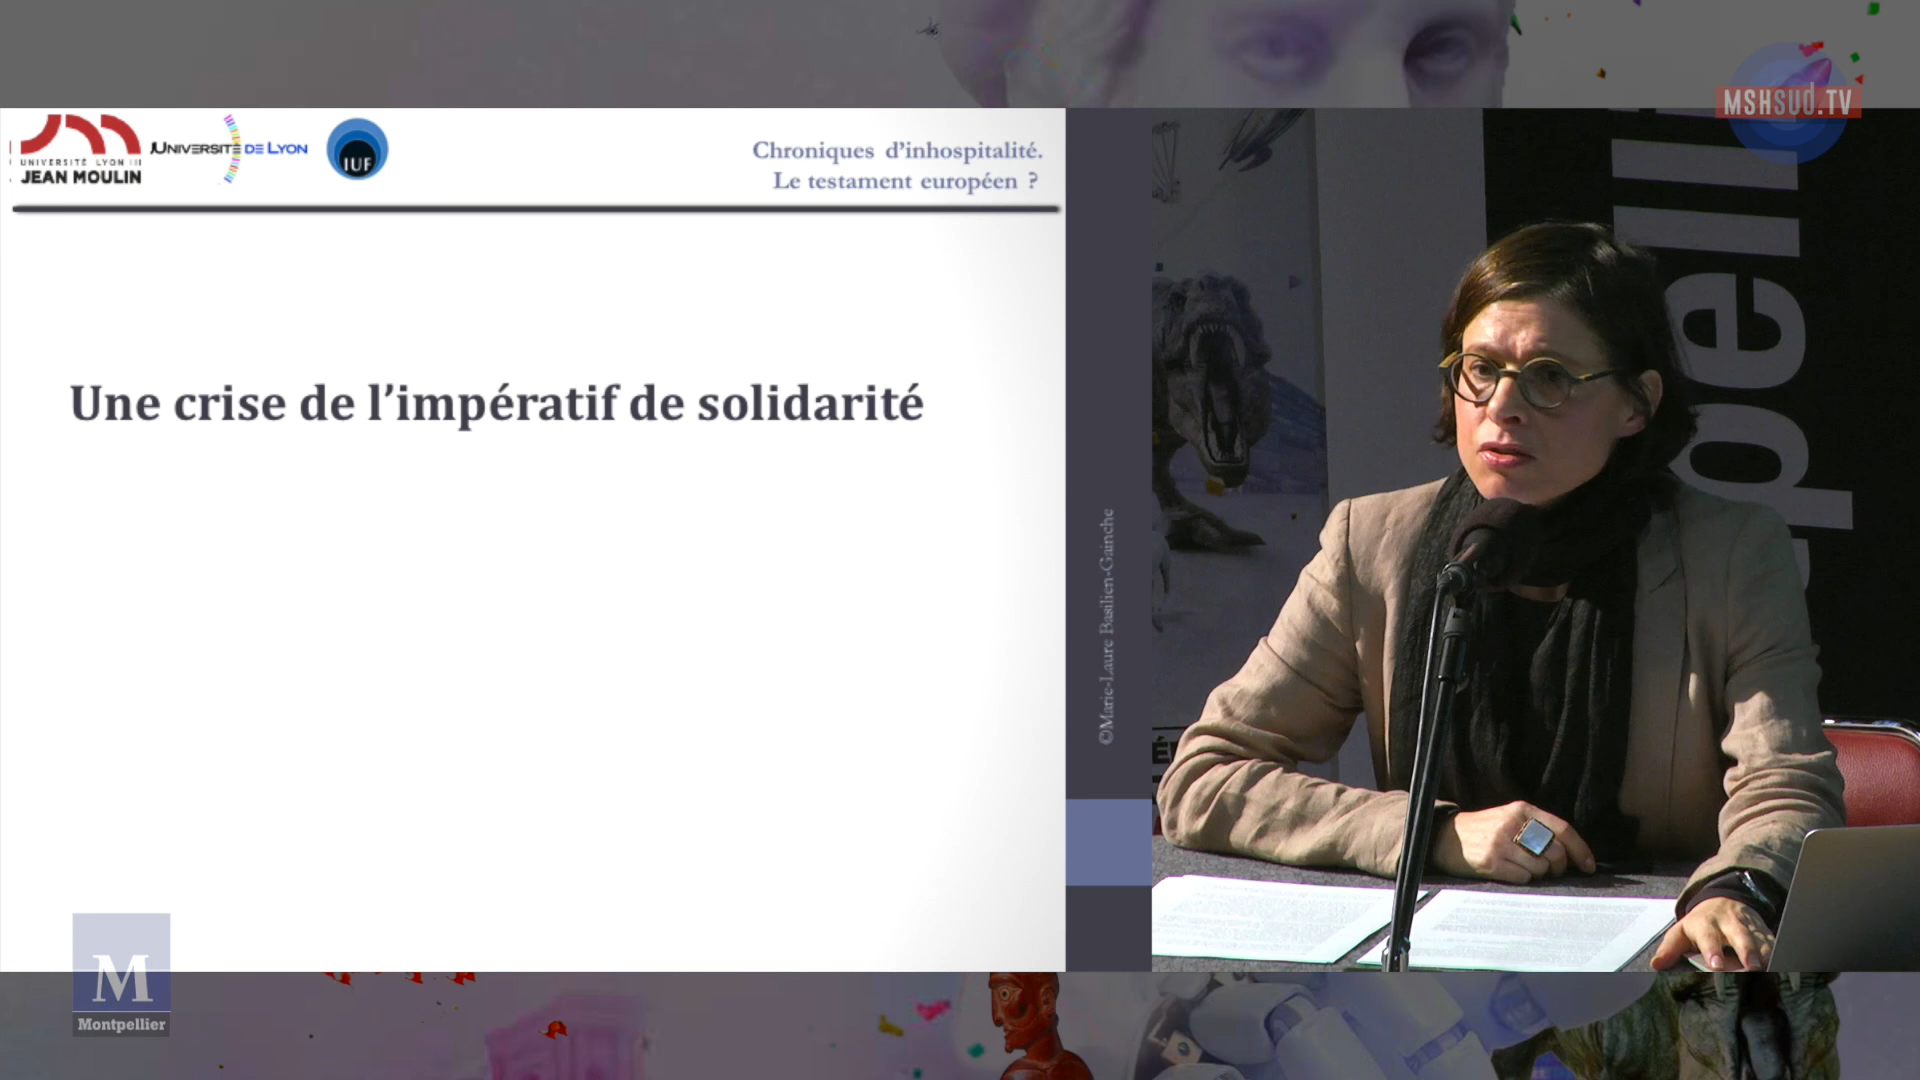 UNIVERSITÉ LYON III
JEAN MOULIN
UNIVERSITÉ DE LYON
IUF
Chroniques d'inhospitalité.
Le testament européen ?
Une crise de l'impératif de solidarité
©Marie-Laure Basilien-Gainche
MSHSUD.TV
pell
M
Montpellier